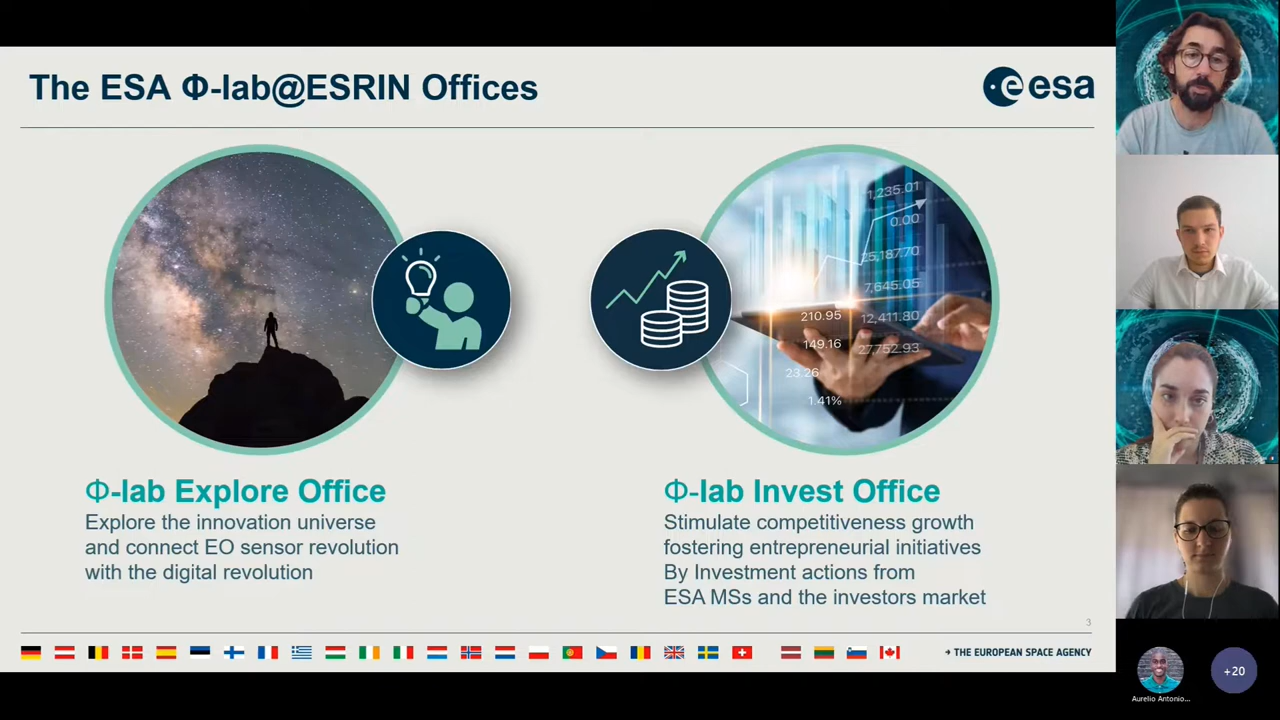 The ESA Φ-lab@ESRIN Offices
esa
1,235.01
0.00
25,187.70
7,645.05
210.95
12,411.80
149.16
27,752.93
23.26
1.41%
Φ-lab Explore Office
Explore the innovation universe
and connect EO sensor revolution
with the digital revolution
Φ-lab Invest Office
Stimulate competitiveness growth
fostering entrepreneurial initiatives
By Investment actions from
ESA MSs and the investors market
3
→ THE EUROPEAN SPACE AGENCY
Aurelio Antonio...
+20